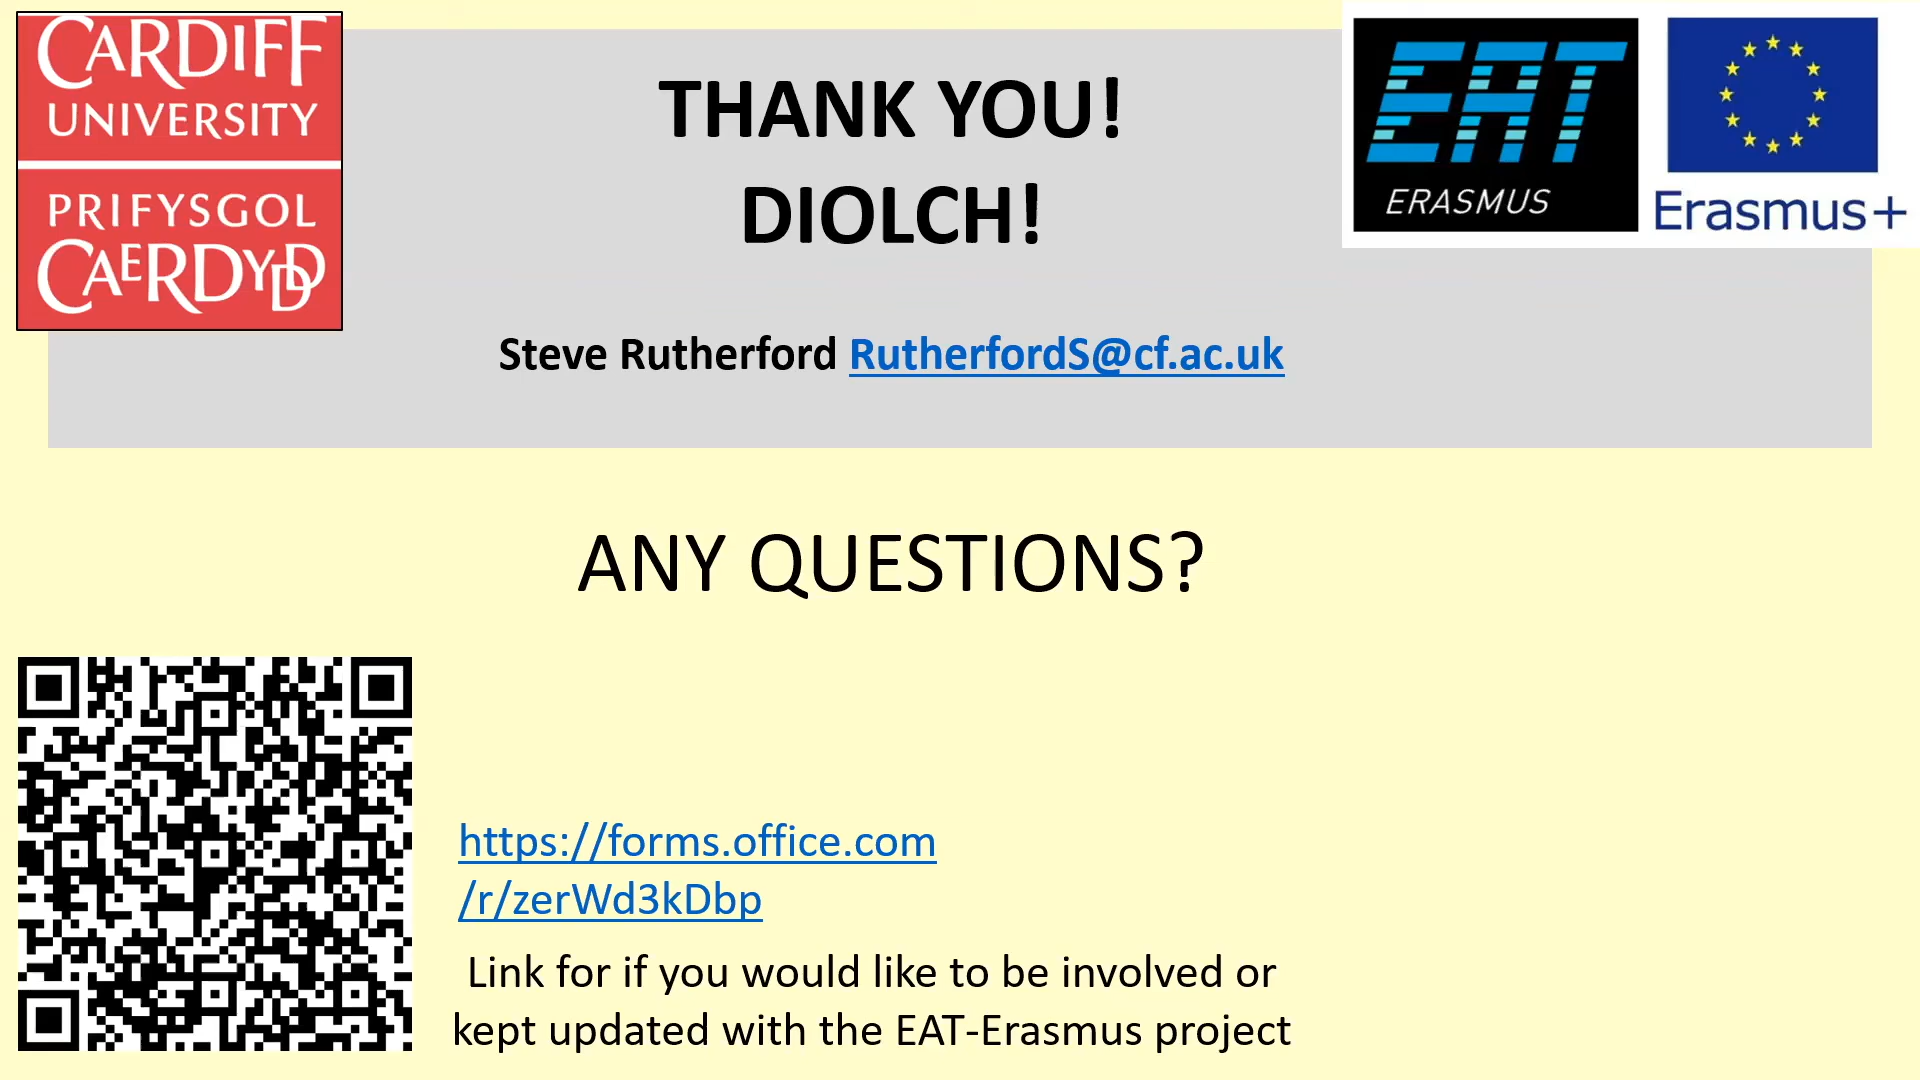 CARDIFF
UNIVERSITY
PRIFYSGOL
CAERDYDD
THANK YOU!
DIOLCH!
EAT
ERASMUS
Erasmus+
Steve Rutherford RutherfordS@cf.ac.uk
ANY QUESTIONS?
https://forms.office.com
/r/zerWd3kDbp
Link for if you would like to be involved or
kept updated with the EAT-Erasmus project